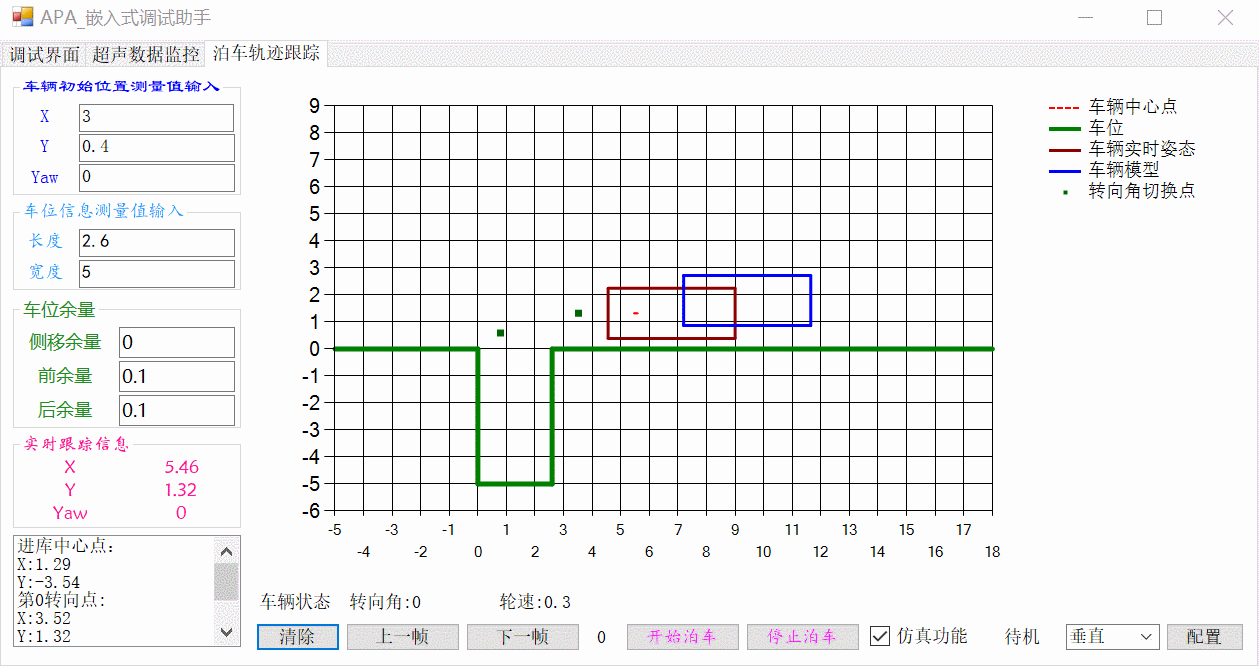 APA_嵌入式调试助手
调试界面 超声数据监控 泊车轨迹跟踪
车辆初始位置测量值输入
X 3
Y 0.4
Yaw 0
车位信息测量值输入
长度 2.6
宽度 5
车位余量
侧移余量 0
前余量 0.1
后余量 0.1
实时跟踪信息
X 5.46
Y 1.32
Yaw 0
进库中心点:
X:1.29
Y:-3.54
第0转向点:
X:3.52
Y:1.32
9
8
7
6
5
4
3
2
1
0
-1
-2
-3
-4
-5
-6
-5 -3 -1 1 3 5 7 9 11 13 15 17
-4 -2 0 2 4 6 8 10 12 14 16 18
车辆中心点
车位
车辆实时姿态
车辆模型
转向角切换点
车辆状态 转向角:0 轮速:0.3
清除 上一帧 下一帧 0 开始泊车 停止泊车 仿真功能 待机 垂直 配置